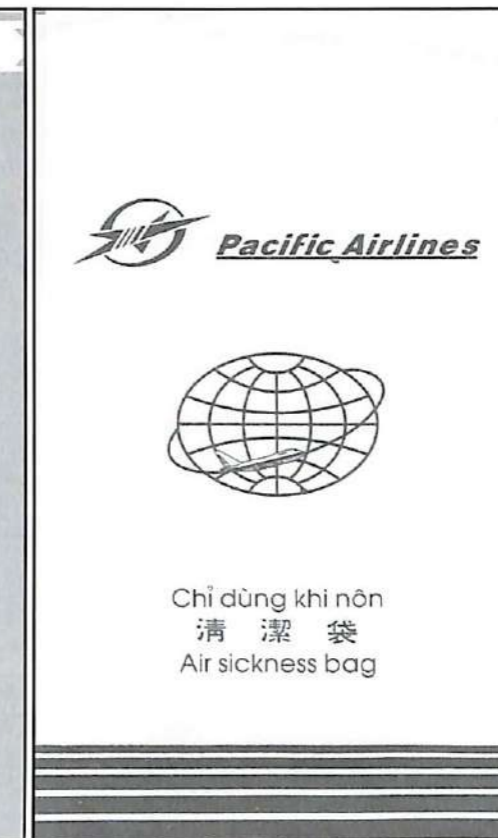 Pacific Airlines
Chỉ dùng khi nôn
清潔袋
Air sickness bag